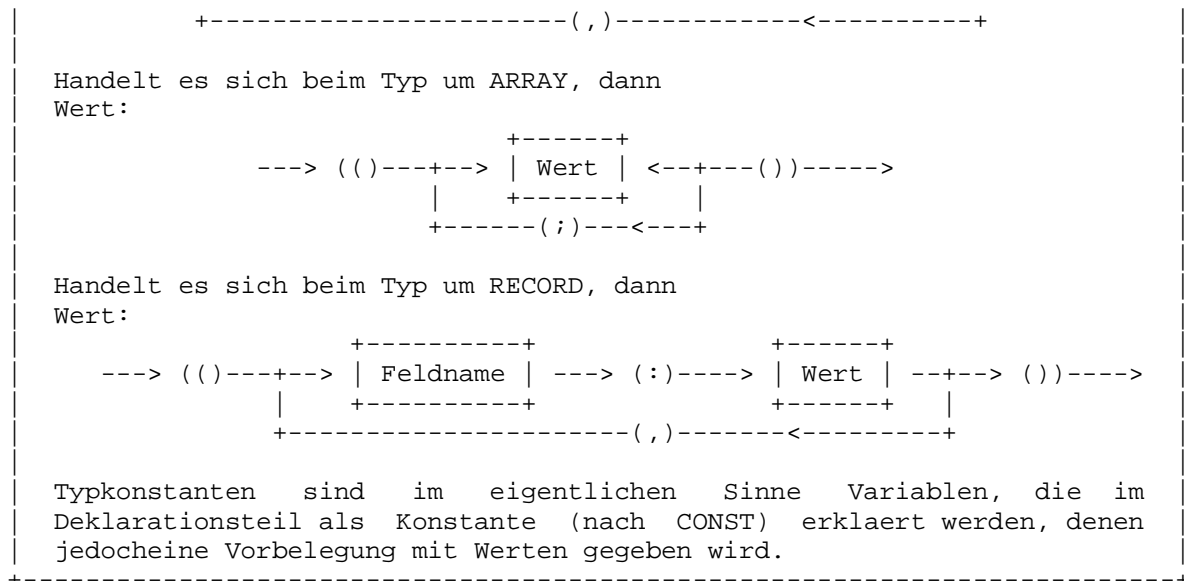 +-----------------------(,)------------<----------+
Handelt es sich beim Typ um ARRAY, dann
Wert:
+------+
---> (()---+--> | Wert | <--+---())----->
| +------+ |
+------(;)---<---+
Handelt es sich beim Typ um RECORD, dann
Wert:
+----------+ +------+
---> (()---+--> | Feldname | ---> (:)----> | Wert | --+--> ())---->
| +----------+ +------+ |
+----------------------(,)-------<---------+
Typkonstanten sind im eigentlichen Sinne Variablen, die im
Deklarationsteil als Konstante (nach CONST) erklaert werden, denen
jedocheine Vorbelegung mit Werten gegeben wird.
+--------------------------------------------------------------------------+